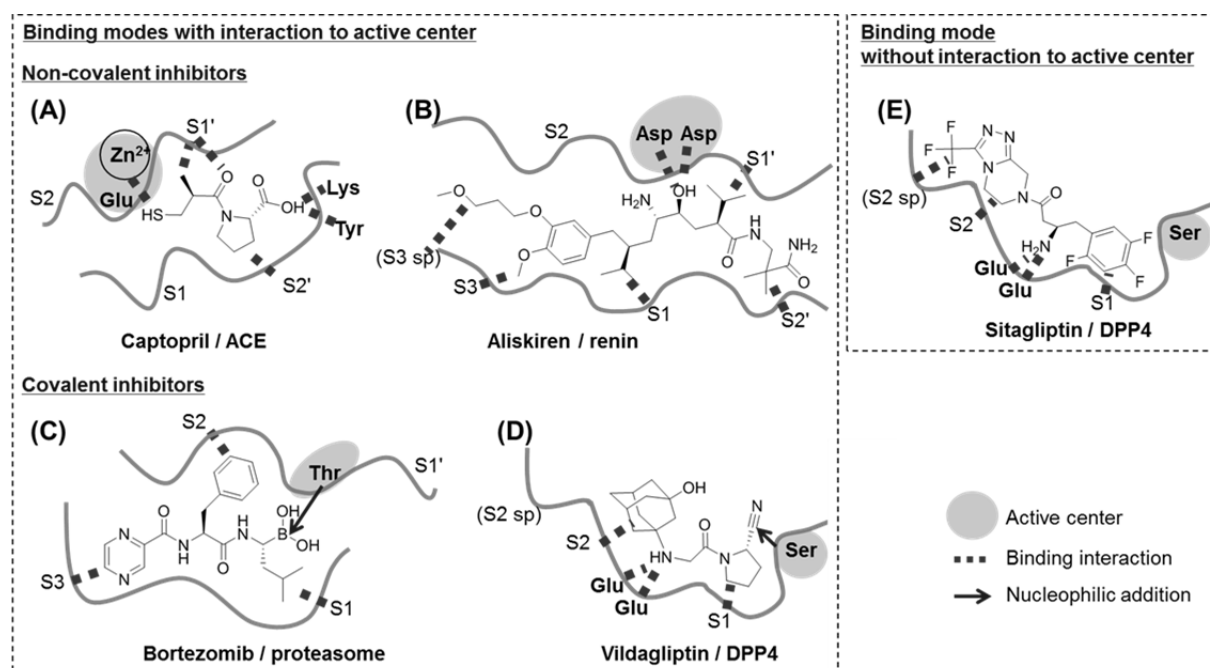 Binding modes with interaction to active center
Non-covalent inhibitors
(A)
S1'
Zn2+
S2
Glu
HS
O
N
O
OH
Lys
Tyr
S1
S2'
Captopril / ACE
(B)
S2
Asp
Asp
S1'
O
O
O
H2N
OH
O
H
N
NH2
O
(S3 sp)
S3
S1
S2'
Aliskiren / renin
Covalent inhibitors
(C)
S2
Thr
S1'
N
N
O
N
H
O
H
N
B
OH
OH
S3
S1
Bortezomib / proteasome
(D)
(S2 sp)
OH
S2
N
H
O
N
N
Ser
Glu
Glu
S1
Vildagliptin / DPP4
Binding mode
without interaction to active center
(E)
F
F
F
N
N
N
N
O
(S2 sp)
S2
H2N
F
F
F
Ser
Glu
Glu
S1
Sitagliptin / DPP4
Active center
Binding interaction
Nucleophilic addition